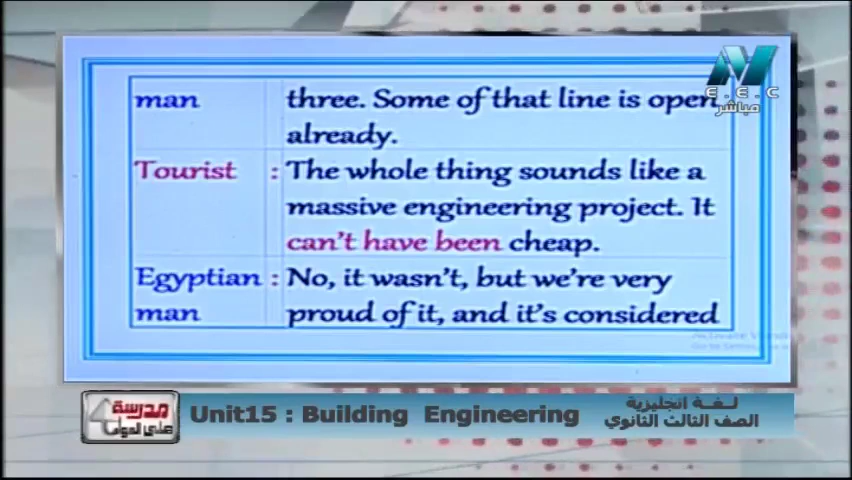 man three. Some of that line is open
already.
Tourist : The whole thing sounds like a
massive engineering project. It
can't have been cheap.
Egyptian : No, it wasn't, but we're very
man proud of it, and it's considered
E.E.C
مباشر
Unit15 : Building Engineering
لغة انجليزية
الصف الثالث الثانوي
مدرسة
على الهواء